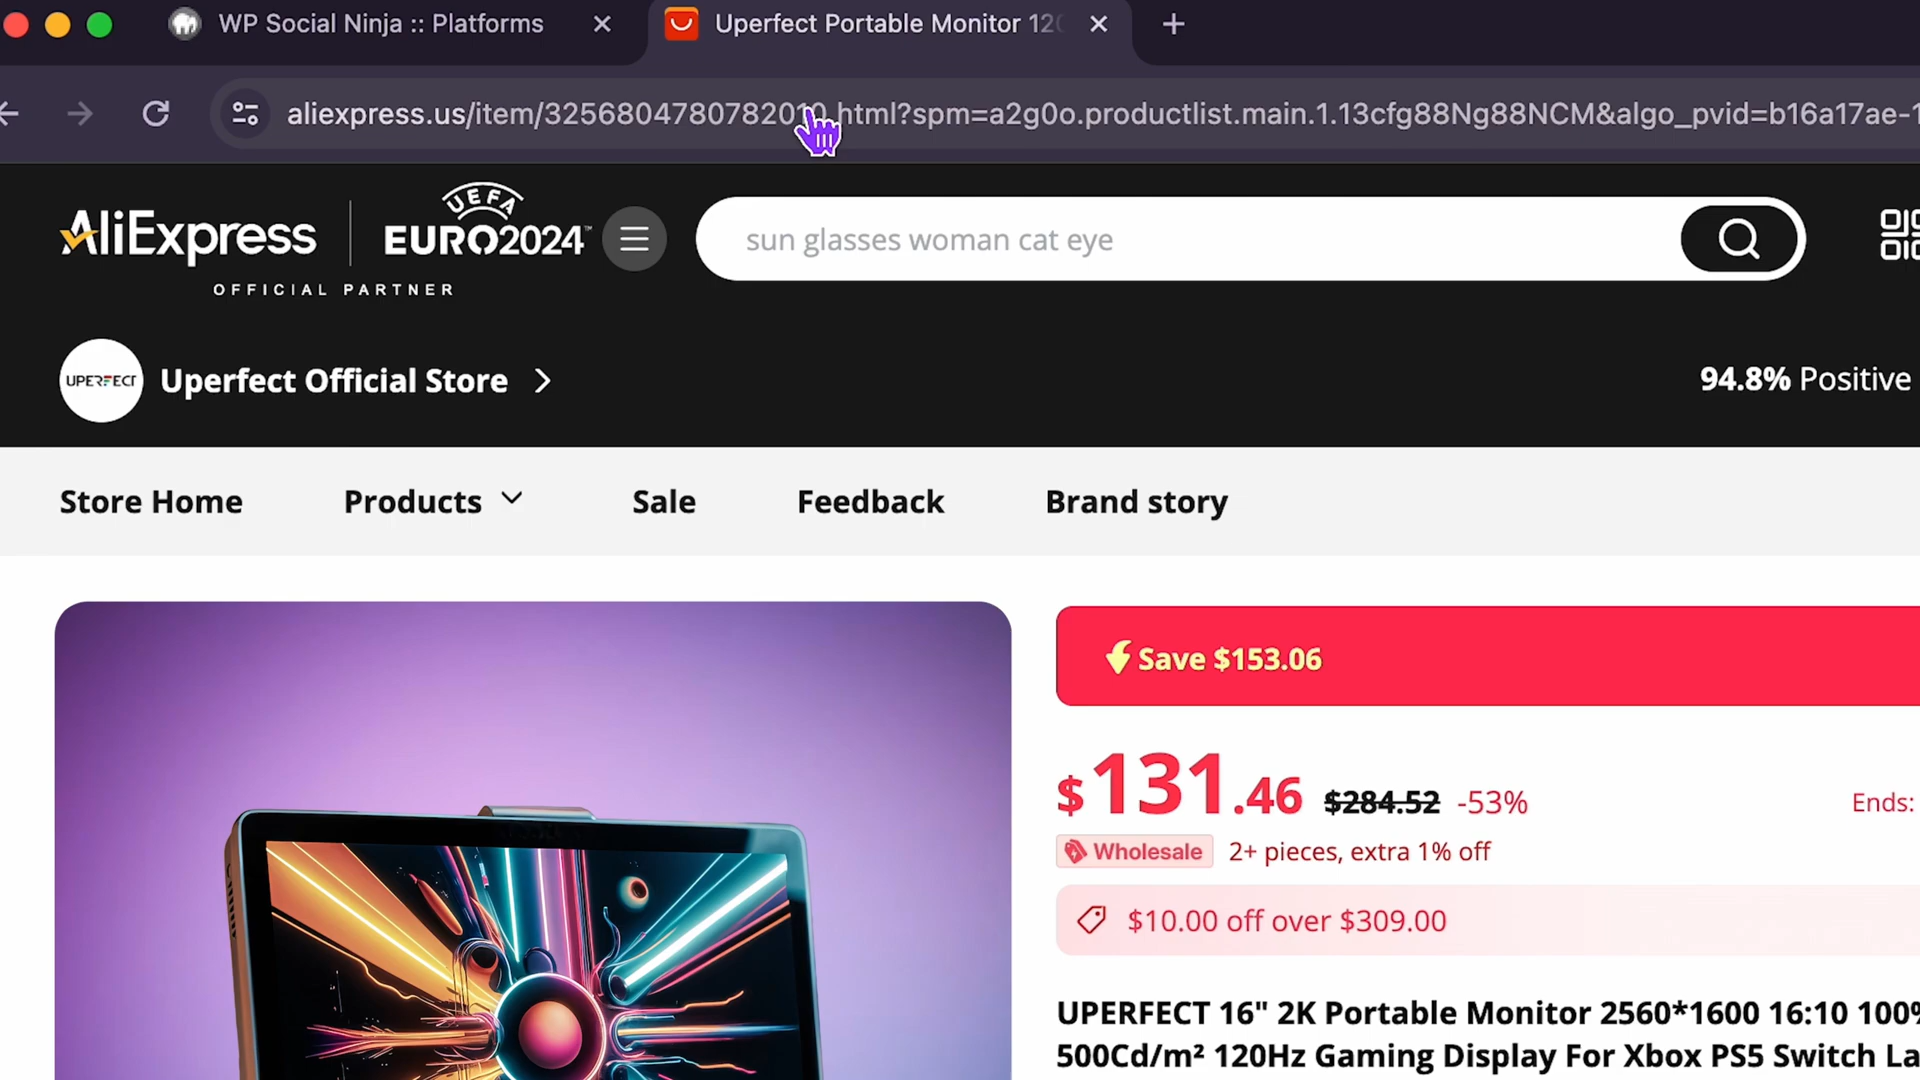 WP Social Ninja :: Platforms
Uperfect Portable Monitor 120
aliexpress.us/item/3256804780782010.html?spm=a2g0o.productlist.main.1.13cfg88Ng88NCM&algo_pvid=b16a17ae-1
AliExpress
UEFA
EURO2024™
OFFICIAL PARTNER
sun glasses woman cat eye
UPERFECT
Uperfect Official Store
94.8% Positive
Store Home
Products
Sale
Feedback
Brand story
Save $153.06
$131.46 $284.52 -53%
Ends:
Wholesale 2+ pieces, extra 1% off
$10.00 off over $309.00
UPERFECT 16" 2K Portable Monitor 2560*1600 16:10 100%
500Cd/m² 120Hz Gaming Display For Xbox PS5 Switch La